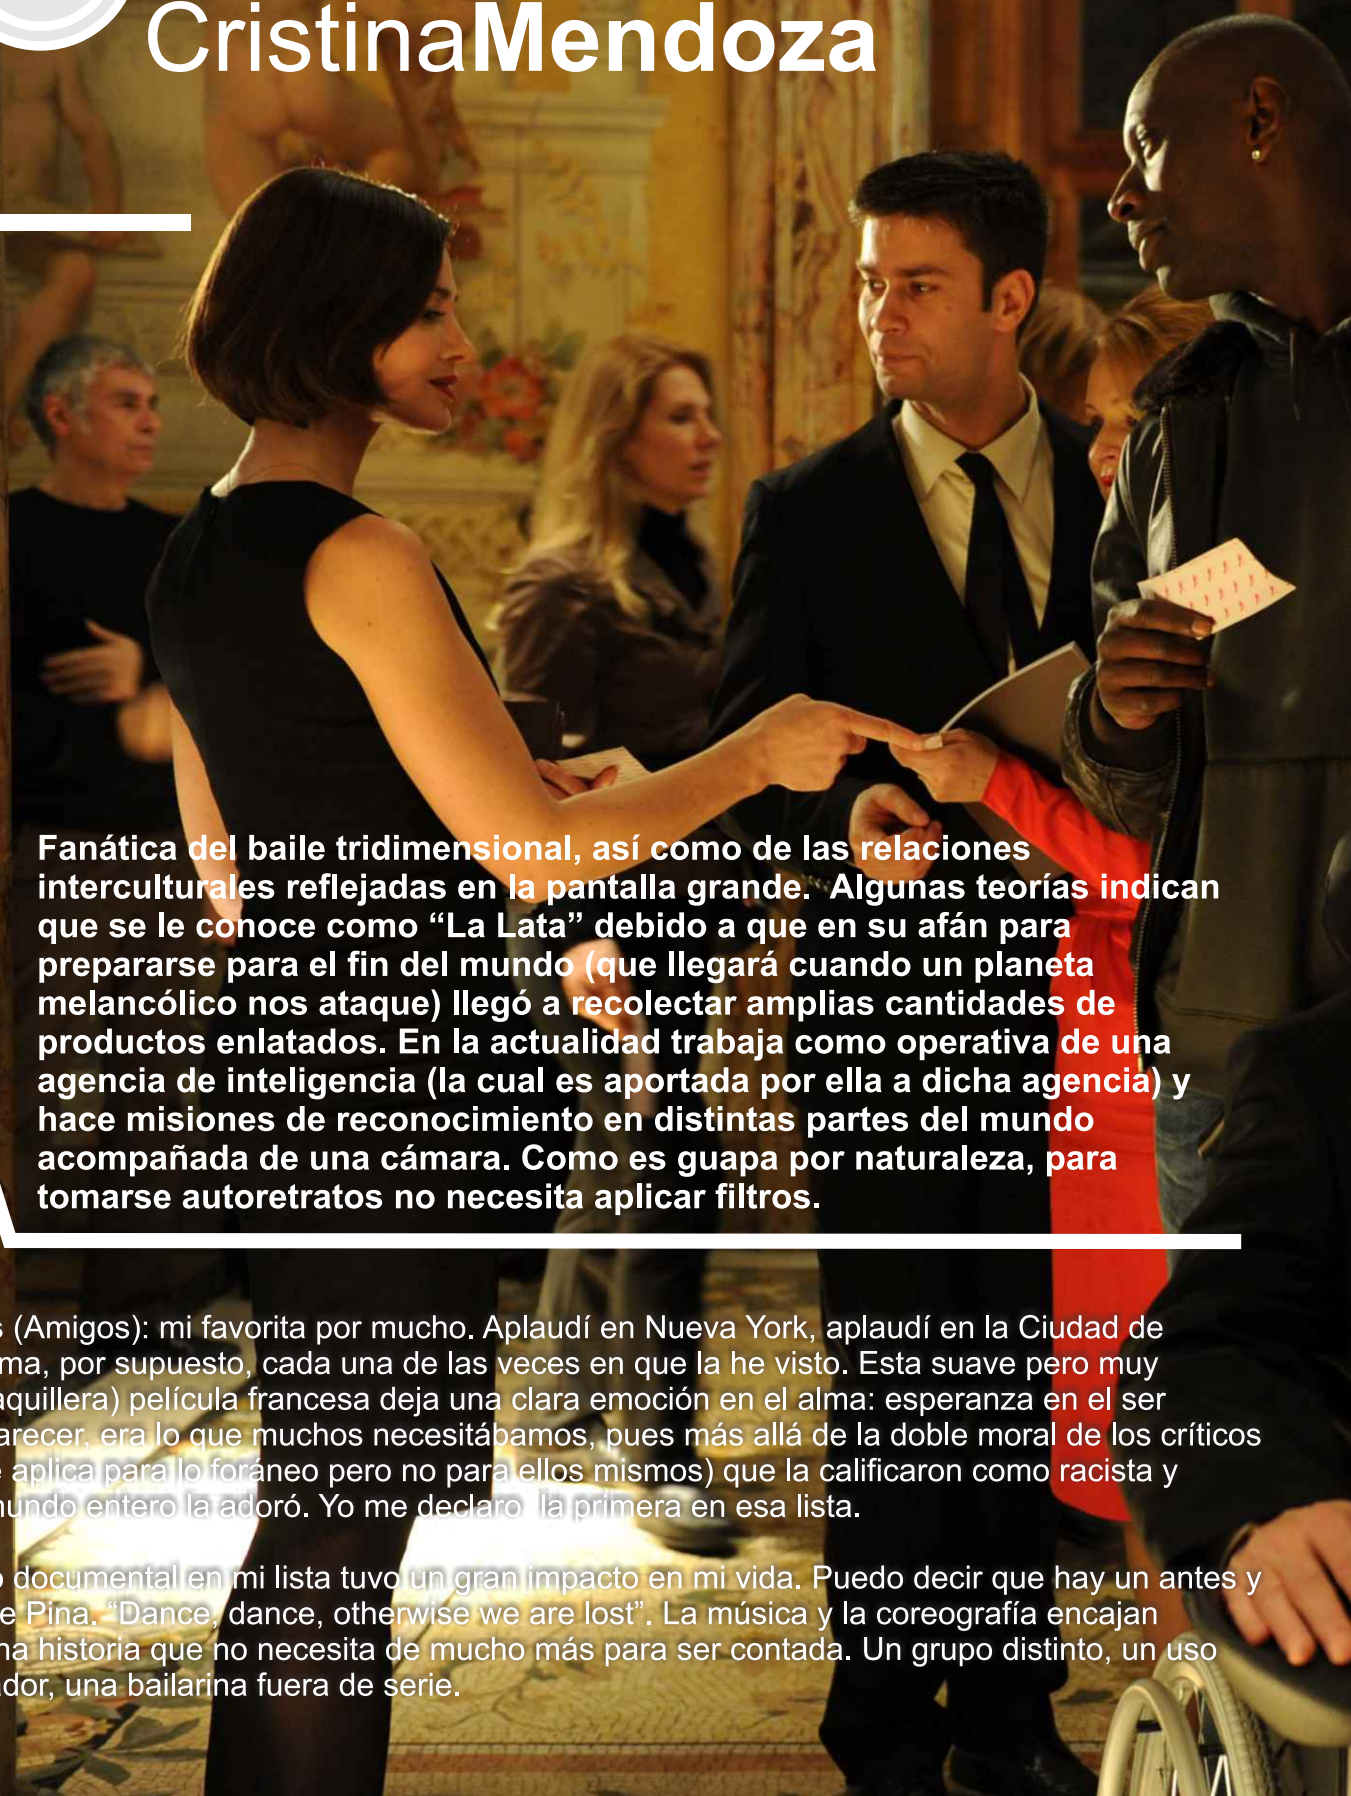 CristinaMendoza
Fanática del baile tridimensional, así como de las relaciones
interculturales reflejadas en la pantalla grande. Algunas teorías indican
que se le conoce como “La Lata” debido a que en su afán para
prepararse para el fin del mundo (que llegará cuando un planeta
melancólico nos ataque) llegó a recolectar amplias cantidades de
productos enlatados. En la actualidad trabaja como operativa de una
agencia de inteligencia (la cual es aportada por ella a dicha agencia) y
hace misiones de reconocimiento en distintas partes del mundo
acompañada de una cámara. Como es guapa por naturaleza, para
tomarse autoretratos no necesita aplicar filtros.
(Amigos): mi favorita por mucho. Aplaudí en Nueva York, aplaudí en la Ciudad de
por supuesto, cada una de las veces en que la he visto. Esta suave pero muy
película francesa deja una clara emoción en el alma: esperanza en el ser
era lo que muchos necesitábamos, pues más allá de la doble moral de los críticos
aplica para lo foráneo pero no para ellos mismos) que la calificaron como racista y
entero la adoró. Yo me declaro la primera en esa lista.
documental en mi lista tuvo un gran impacto en mi vida. Puedo decir que hay un antes y
Pina. “Dance, dance, otherwise we are lost”. La música y la coreografía encajan
historia que no necesita de mucho más para ser contada. Un grupo distinto, un uso
una bailarina fuera de serie.